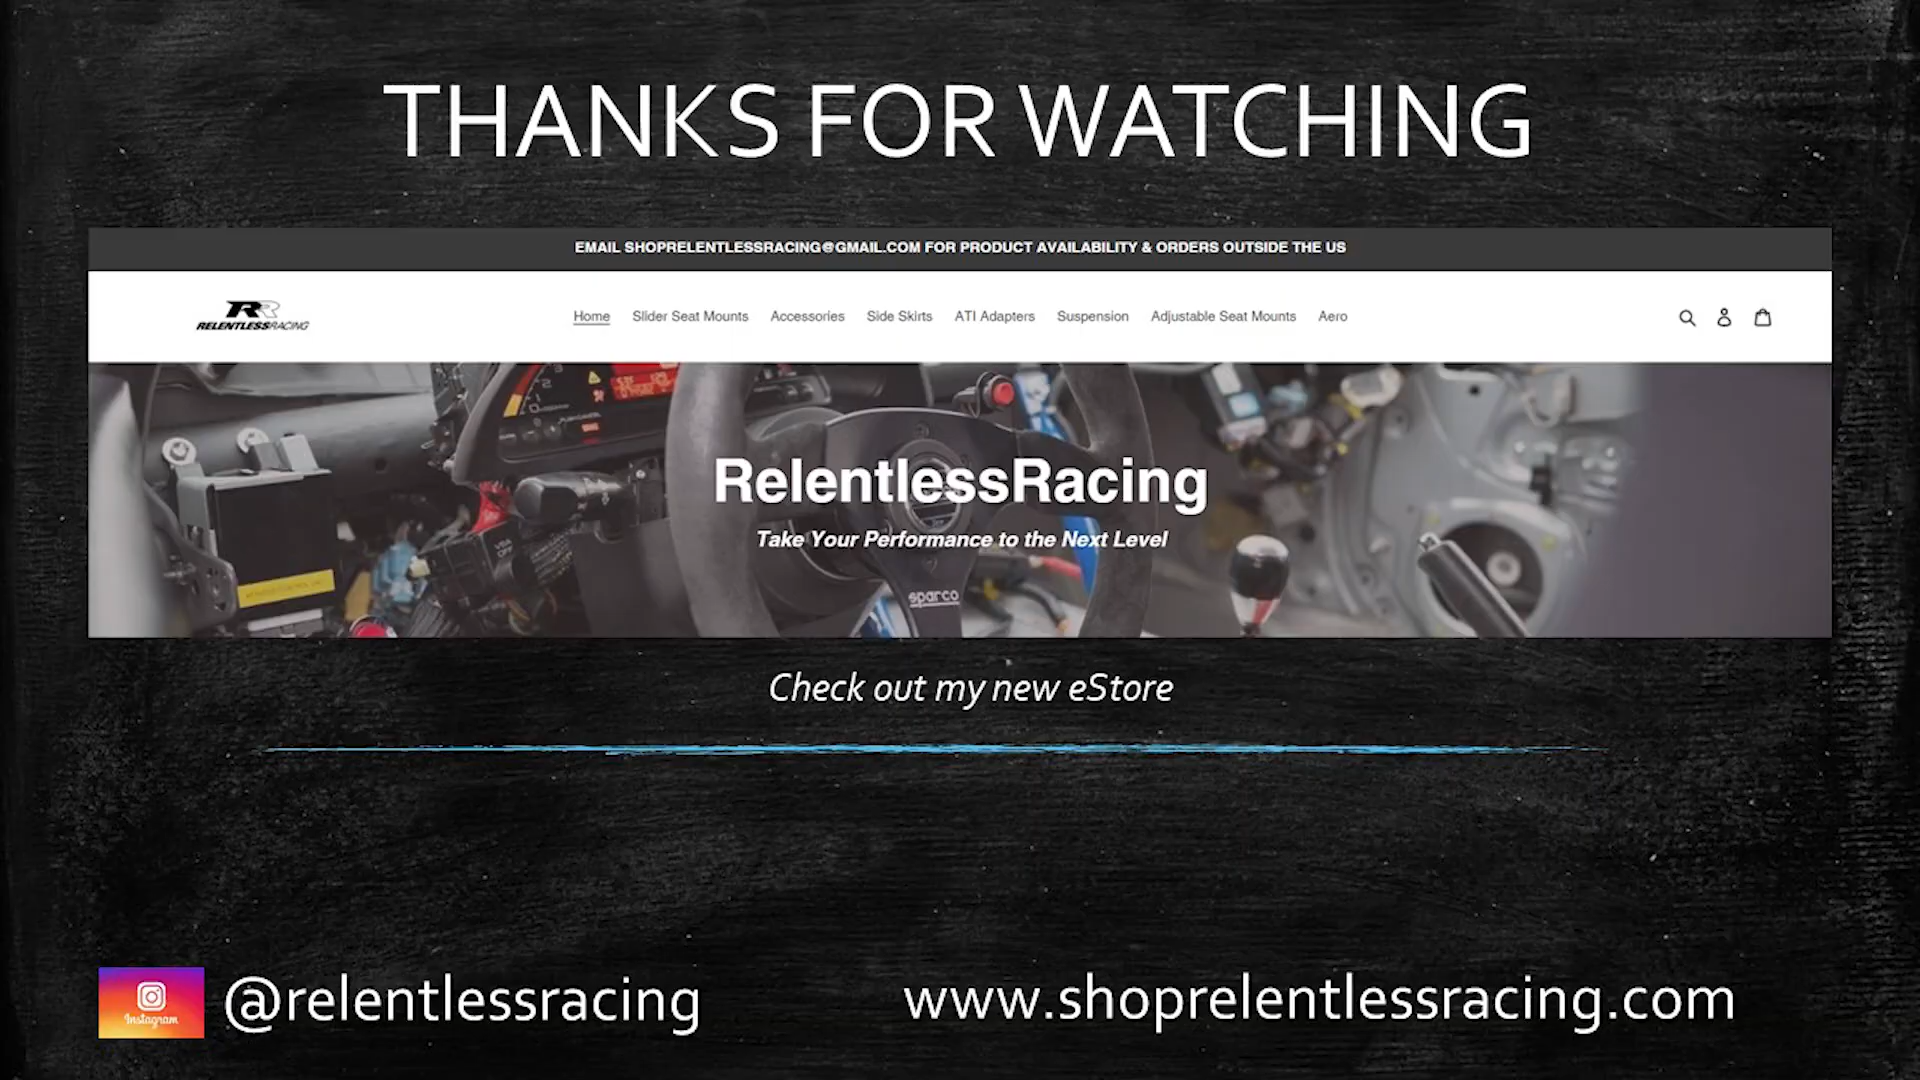 THANKS FOR WATCHING
EMAIL SHOPRELENTLESSRACING@GMAIL.COM FOR PRODUCT AVAILABILITY & ORDERS OUTSIDE THE US
RR
RELENTLESSRACING
Home Slider Seat Mounts Accessories Side Skirts ATI Adapters Suspension Adjustable Seat Mounts Aero
RelentlessRacing
Take Your Performance to the Next Level
sparco
Check out my new eStore
Instagram
@relentlessracing
www.shoprelentlessracing.com